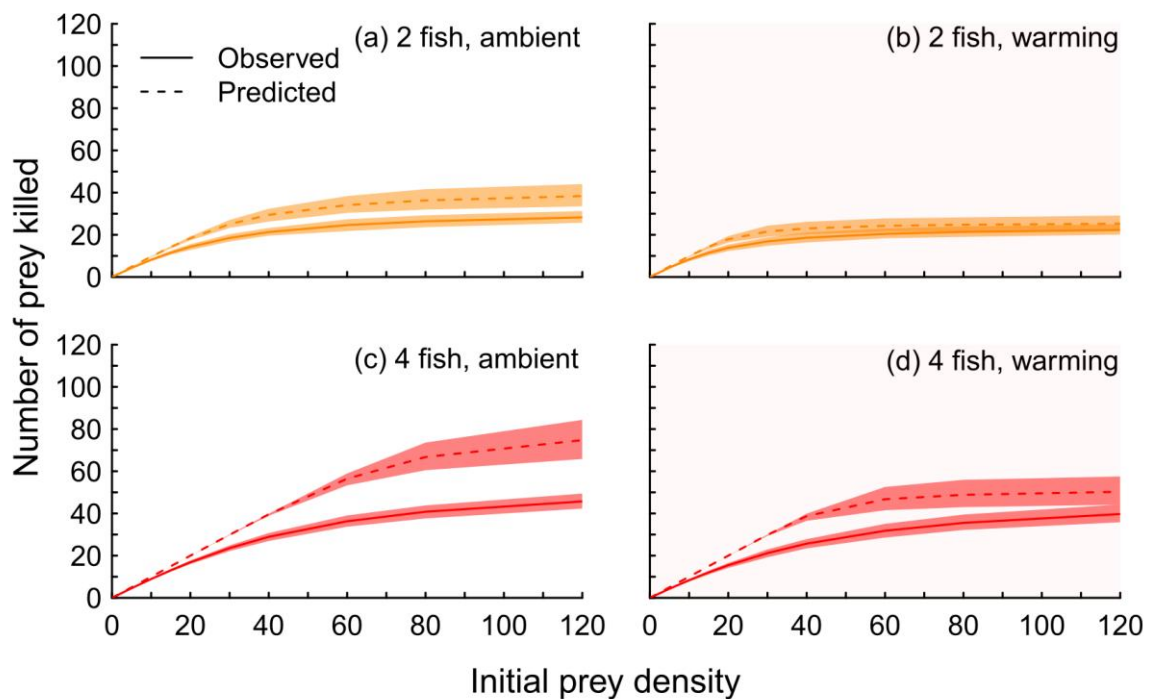 120
100
80
60
40
20
0
(a) 2 fish, ambient
Observed
Predicted
(b) 2 fish, warming
Number of prey killed
120
100
80
60
40
20
0
(c) 4 fish, ambient
(d) 4 fish, warming
0 20 40 60 80 100 120
0 20 40 60 80 100 120
Initial prey density